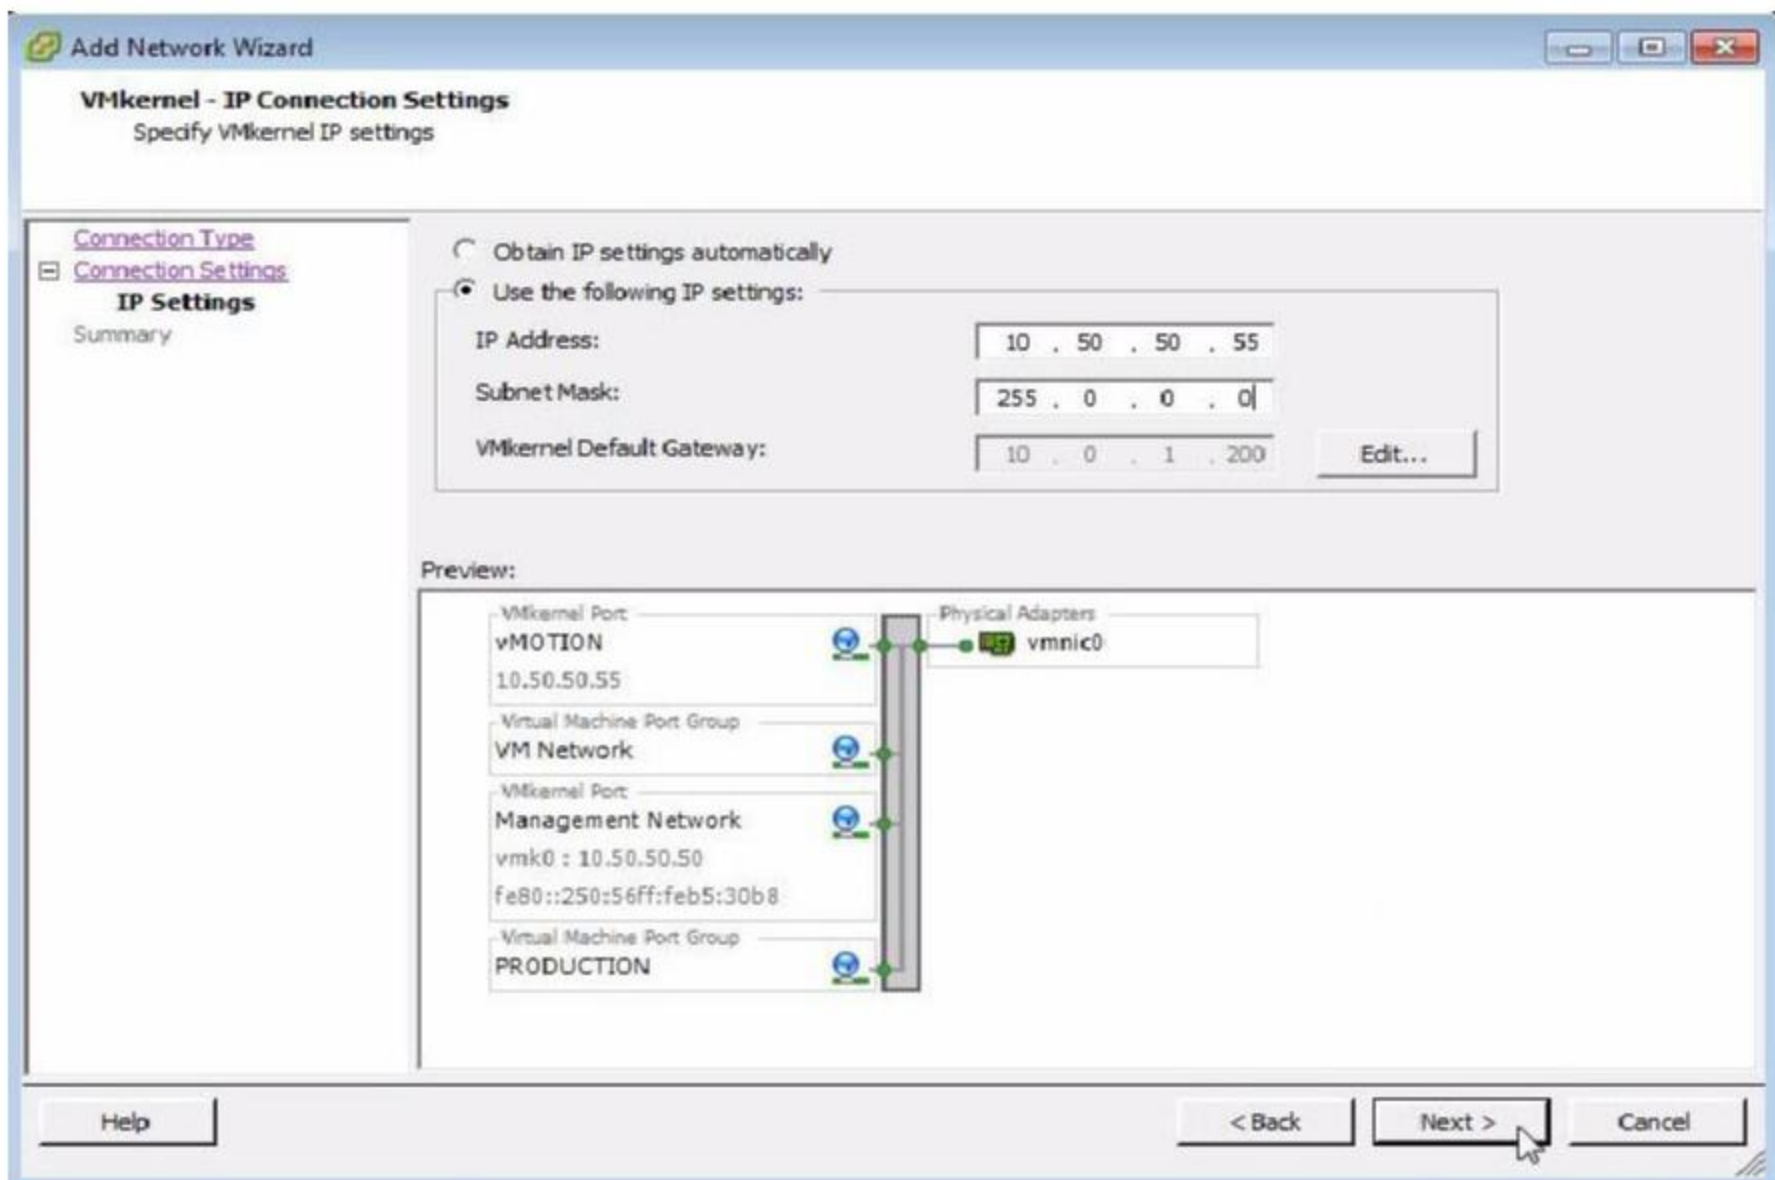 Add Network Wizard
VMkernel - IP Connection Settings
Specify VMkernel IP settings
Connection Type
Connection Settings
IP Settings
Summary
Obtain IP settings automatically
Use the following IP settings:
IP Address: 10 . 50 . 50 . 55
Subnet Mask: 255 . 0 . 0 . 0
VMkernel Default Gateway: 10 . 0 . 1 . 200 Edit...
Preview:
VMkernel Port
vMOTION
10.50.50.55
Physical Adapters
vmnic0
Virtual Machine Port Group
VM Network
VMkernel Port
Management Network
vmk0 : 10.50.50.50
fe80::250:56ff:feb5:30b8
Virtual Machine Port Group
PRODUCTION
Help < Back Next > Cancel